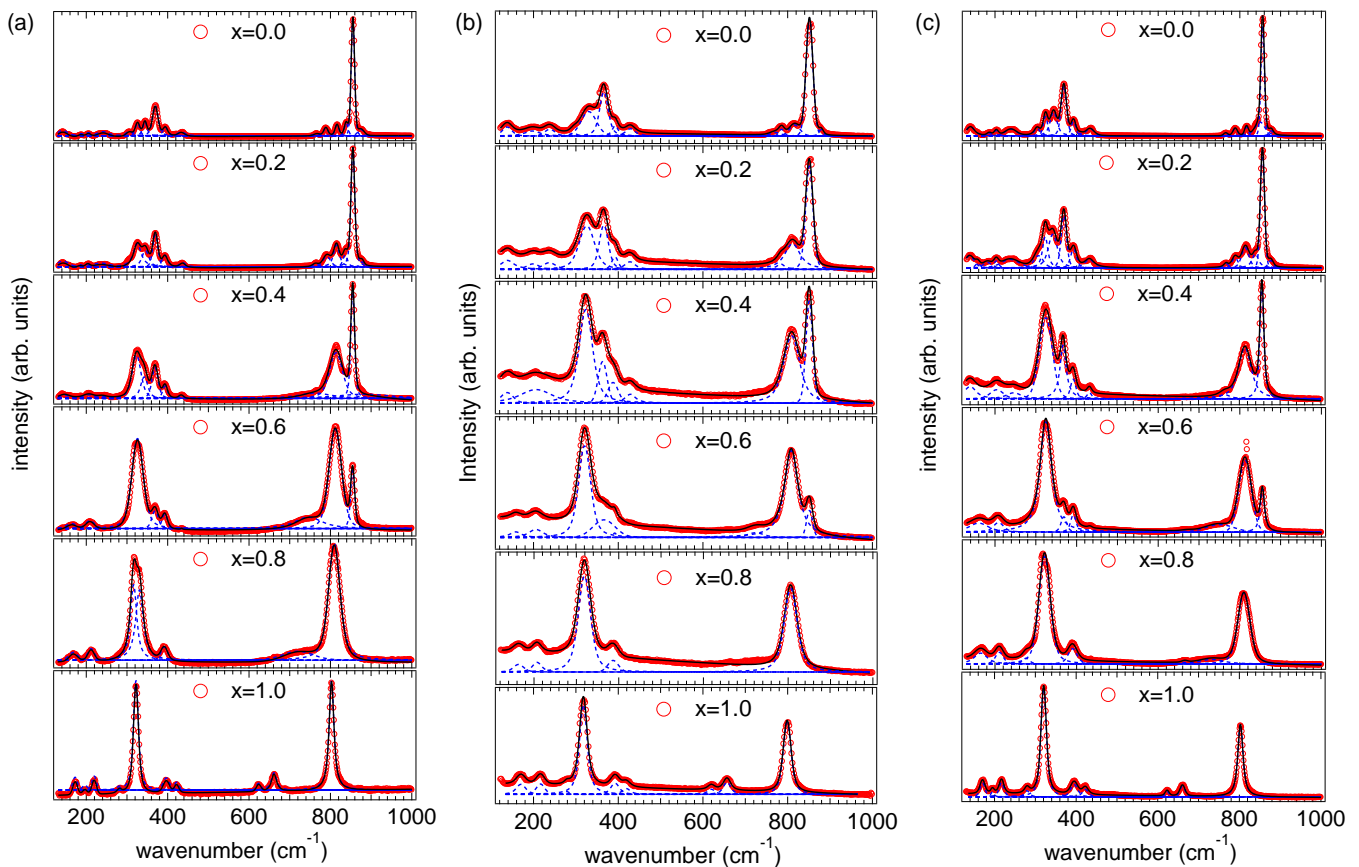 (a)
x=0.0
x=0.2
x=0.4
x=0.6
x=0.8
x=1.0
intensity (arb. units)
200 400 600 800 1000
wavenumber (cm⁻¹)
(b)
x=0.0
x=0.2
x=0.4
x=0.6
x=0.8
x=1.0
Intensity (arb. units)
200 400 600 800 1000
wavenumber (cm⁻¹)
(c)
x=0.0
x=0.2
x=0.4
x=0.6
x=0.8
x=1.0
intensity (arb. units)
200 400 600 800 1000
wavenumber (cm⁻¹)